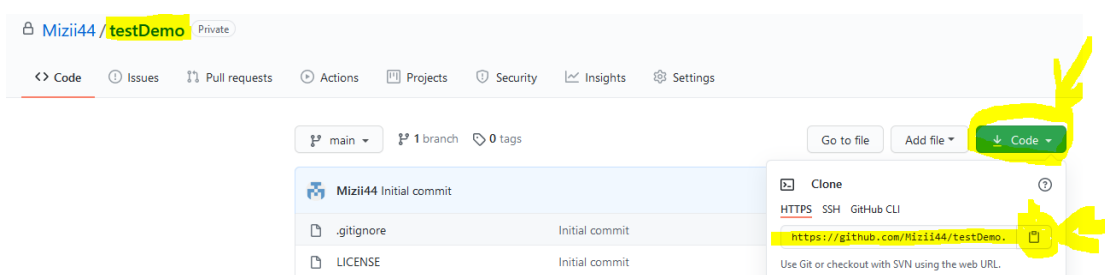 Mizii44 / testDemo Private
Code Issues Pull requests Actions Projects Security Insights Settings
main 1 branch 0 tags Go to file Add file Code
Mizii44 Initial commit
Clone
HTTPS SSH GitHub CLI
.gitignore Initial commit
https://github.com/Mizii44/testDemo.
LICENSE Initial commit
Use Git or checkout with SVN using the web URL.